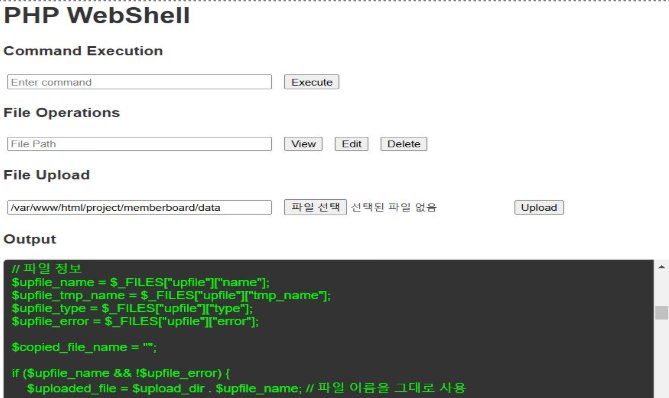 PHP WebShell
Command Execution
Enter command Execute
File Operations
File Path View Edit Delete
File Upload
/var/www/html/project/memberboard/data 파일 선택 선택된 파일 없음 Upload
Output
// 파일 정보
$upfile_name = $_FILES["upfile"]["name"];
$upfile_tmp_name = $_FILES["upfile"]["tmp_name"];
$upfile_type = $_FILES["upfile"]["type"];
$upfile_error = $_FILES["upfile"]["error"];
$copied_file_name = "";
if ($upfile_name && !$upfile_error) {
$uploaded_file = $upload_dir . $upfile_name; // 파일 이름을 그대로 사용